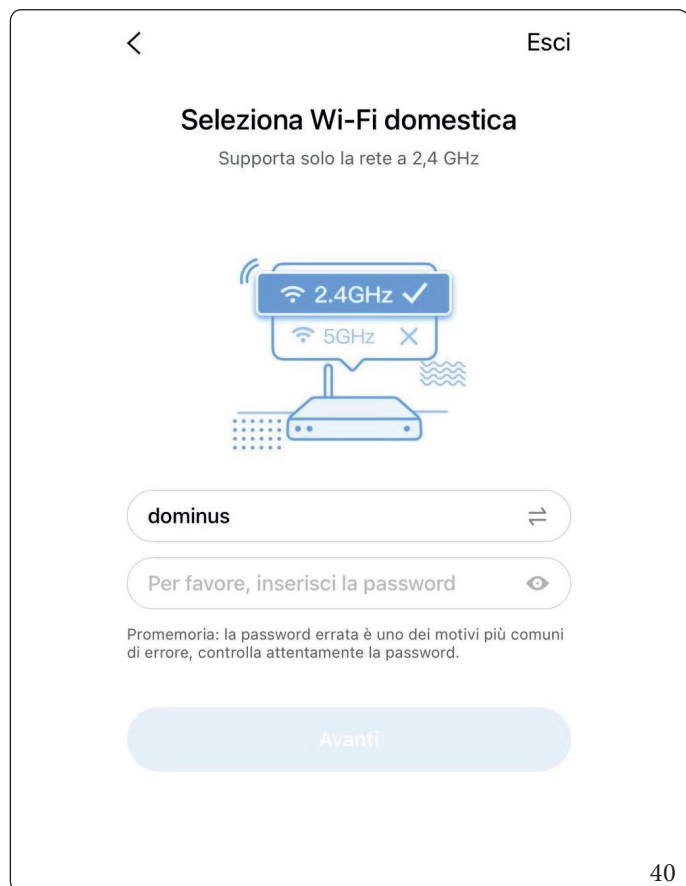 Esci
Seleziona Wi-Fi domestica
Supporta solo la rete a 2,4 GHz
2.4GHz
5GHz
dominus
Per favore, inserisci la password
Promemoria: la password errata è uno dei motivi più comuni
di errore, controlla attentamente la password.
Avanti
40